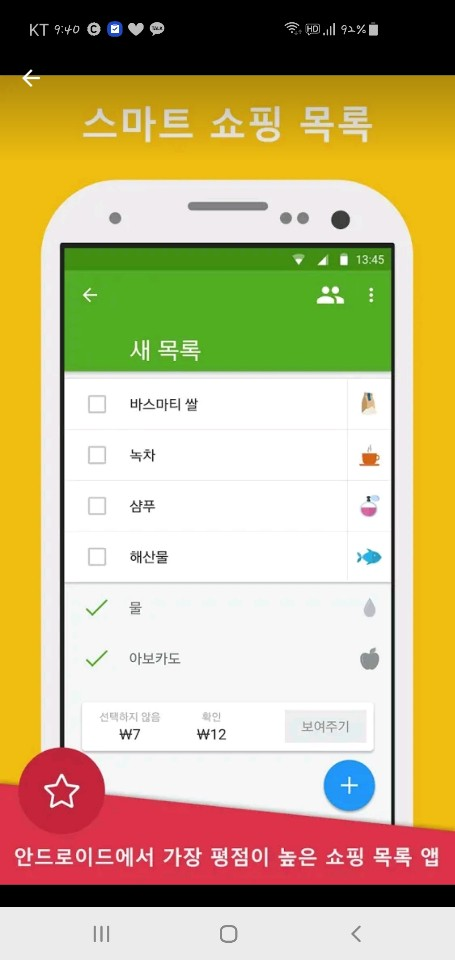 KT 9:40
HD 92%
스마트 쇼핑 목록
13:45
새 목록
바스마티 쌀
녹차
샴푸
해산물
물
아보카도
선택하지 않음 확인
₩7 ₩12 보여주기
안드로이드에서 가장 평점이 높은 쇼핑 목록 앱